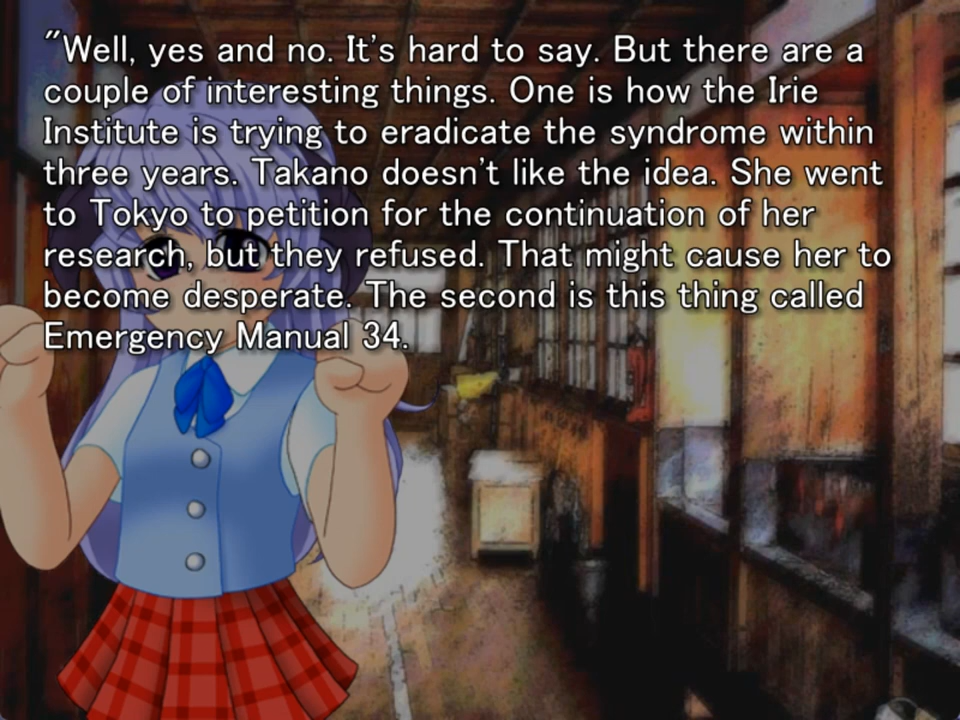 "Well, yes and no. It's hard to say. But there are a
couple of interesting things. One is how the Irie
Institute is trying to eradicate the syndrome within
three years. Takano doesn't like the idea. She went
to Tokyo to petition for the continuation of her
research, but they refused. That might cause her to
become desperate. The second is this thing called
Emergency Manual 34.